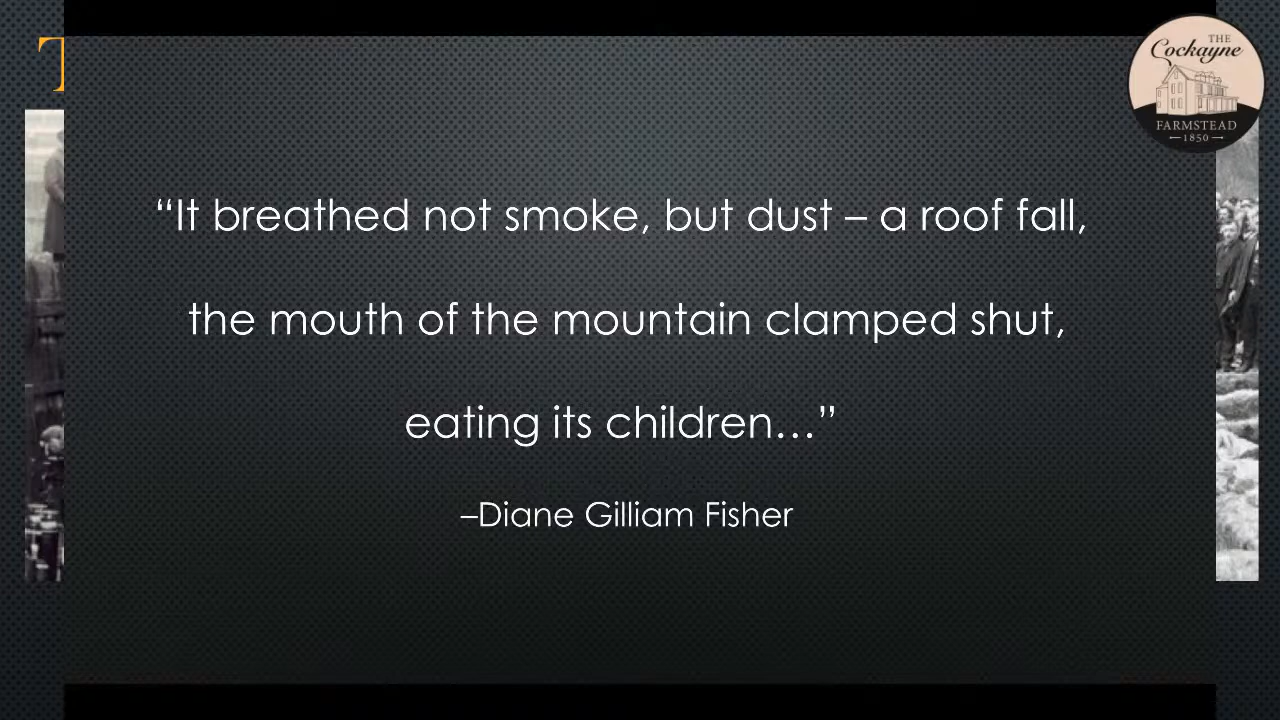 T
THE
Cockayne
FARMSTEAD
1850
“It breathed not smoke, but dust – a roof fall,
the mouth of the mountain clamped shut,
eating its children…”
–Diane Gilliam Fisher